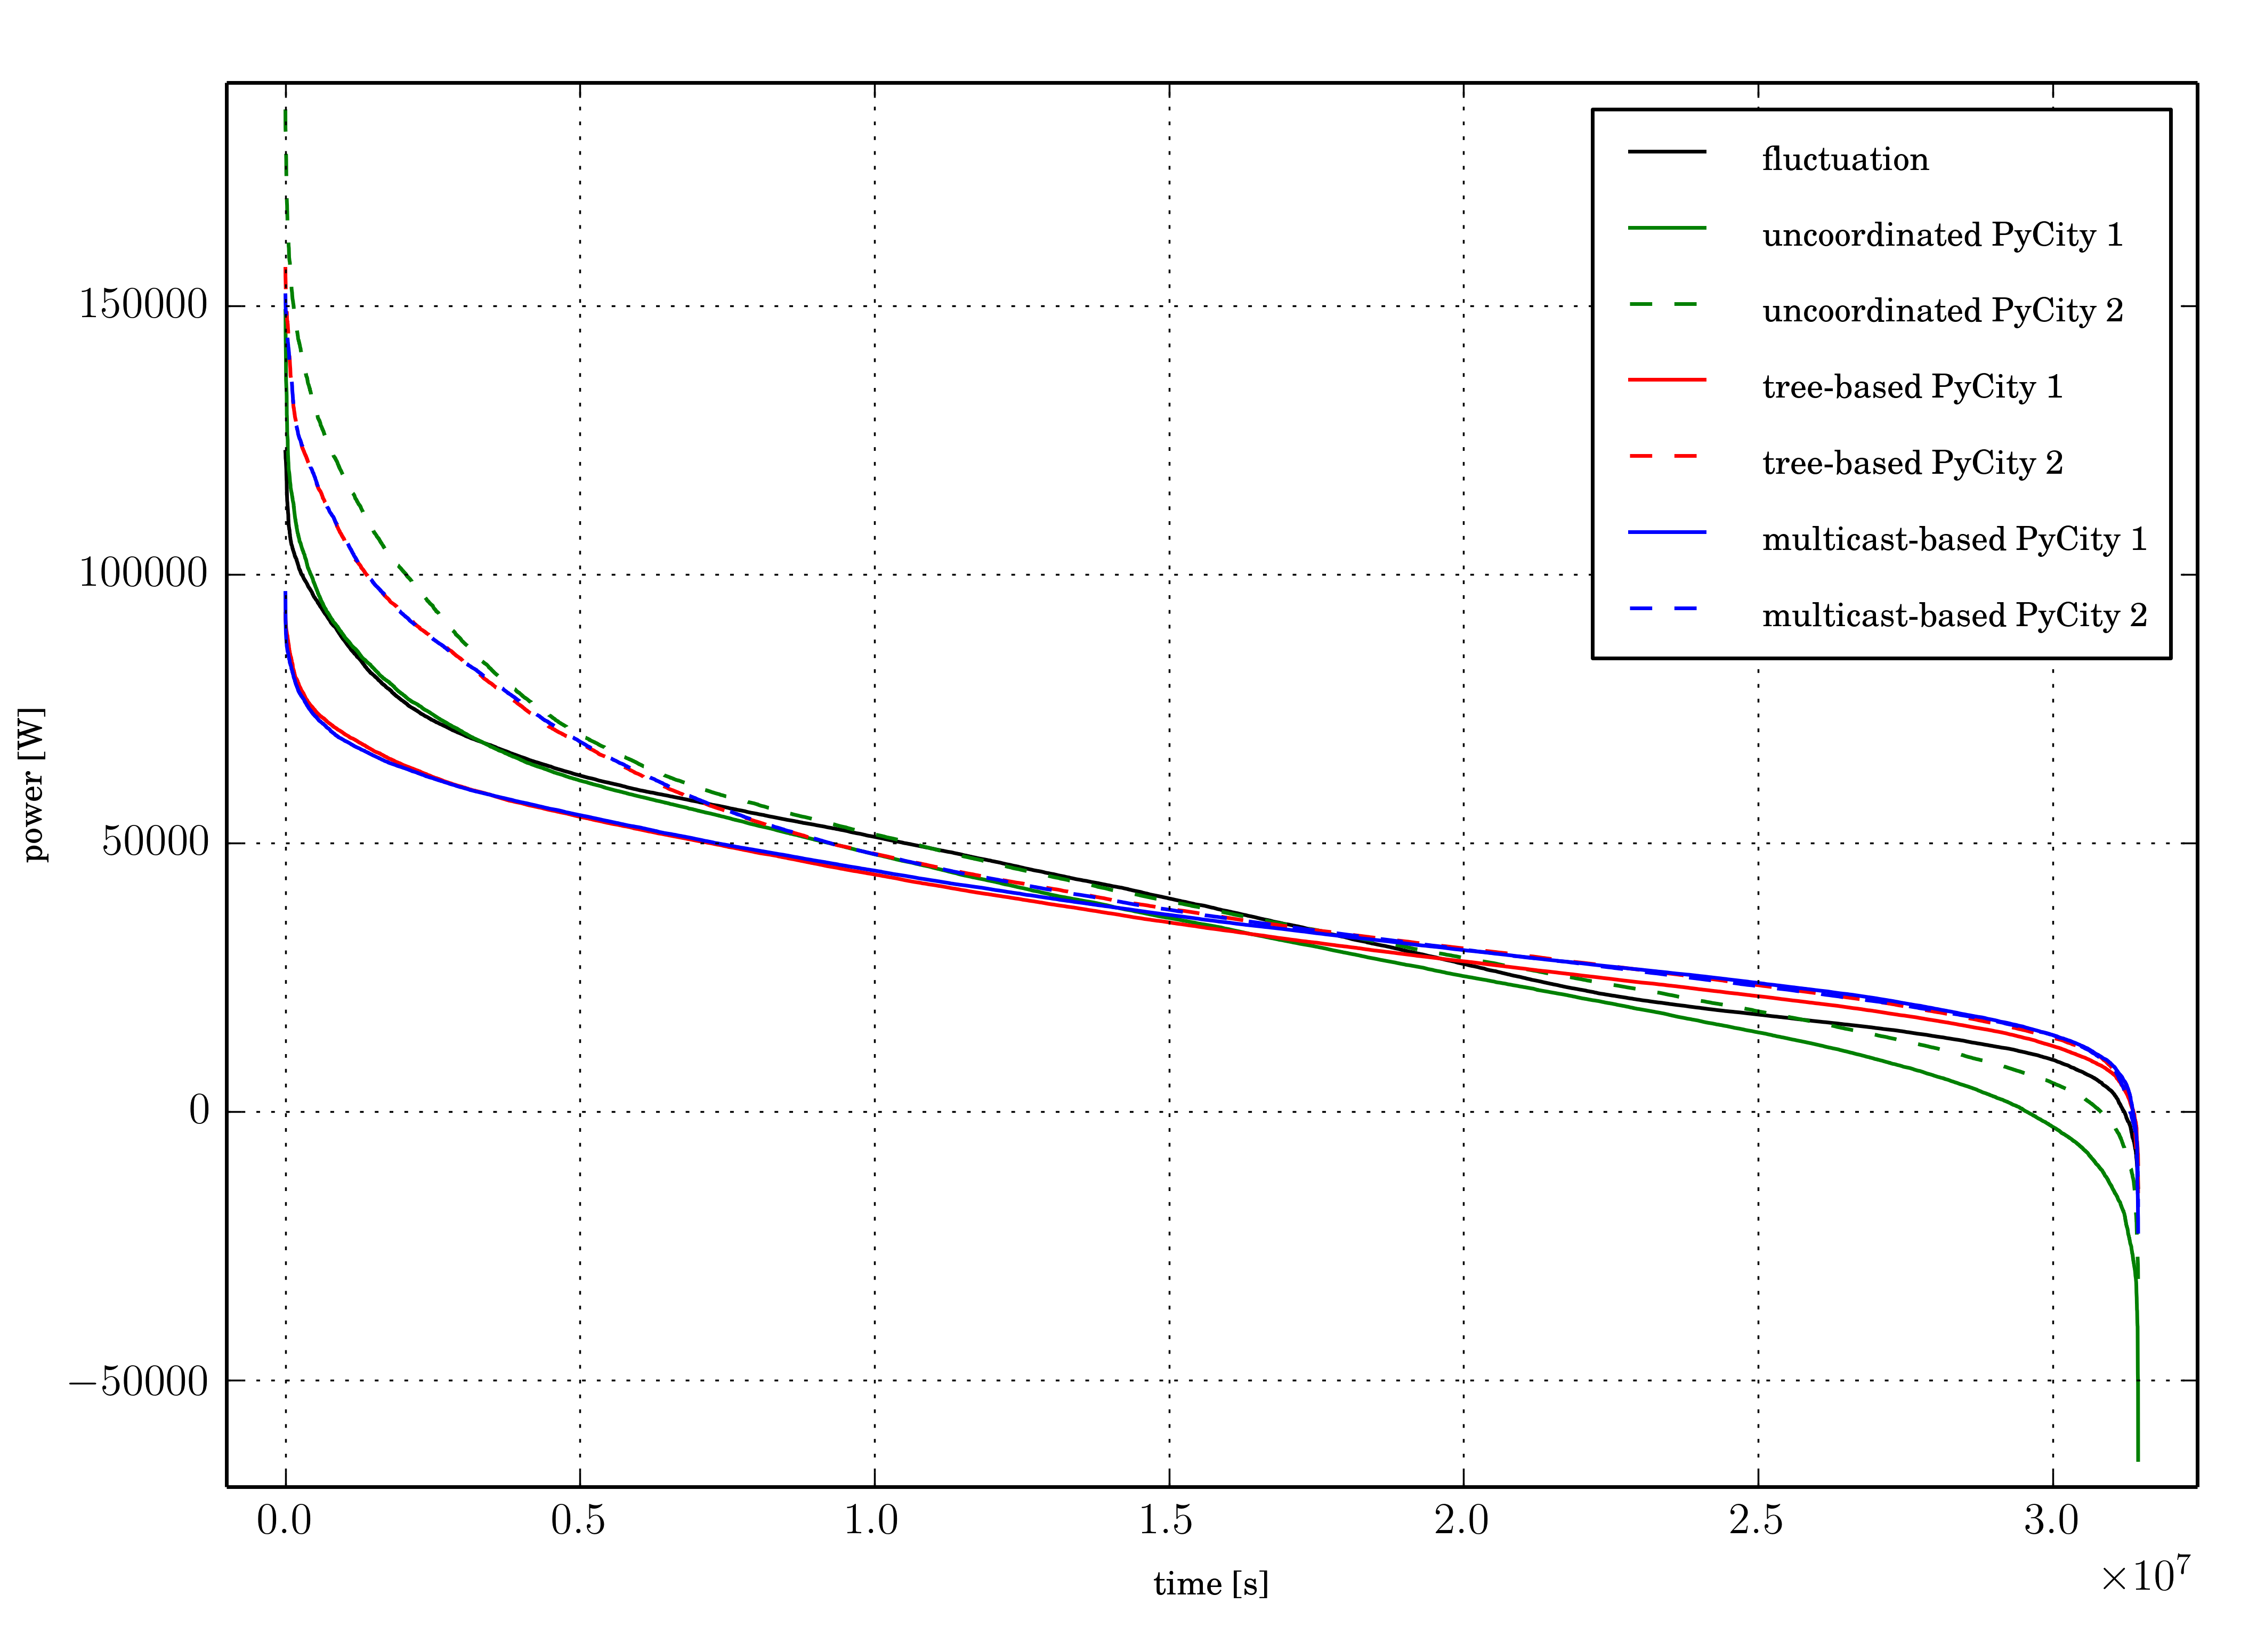 fluctuation
uncoordinated PyCity 1
uncoordinated PyCity 2
tree-based PyCity 1
tree-based PyCity 2
multicast-based PyCity 1
multicast-based PyCity 2
150000
100000
50000
0
−50000
power [W]
0.0 0.5 1.0 1.5 2.0 2.5 3.0
×10⁷
time [s]